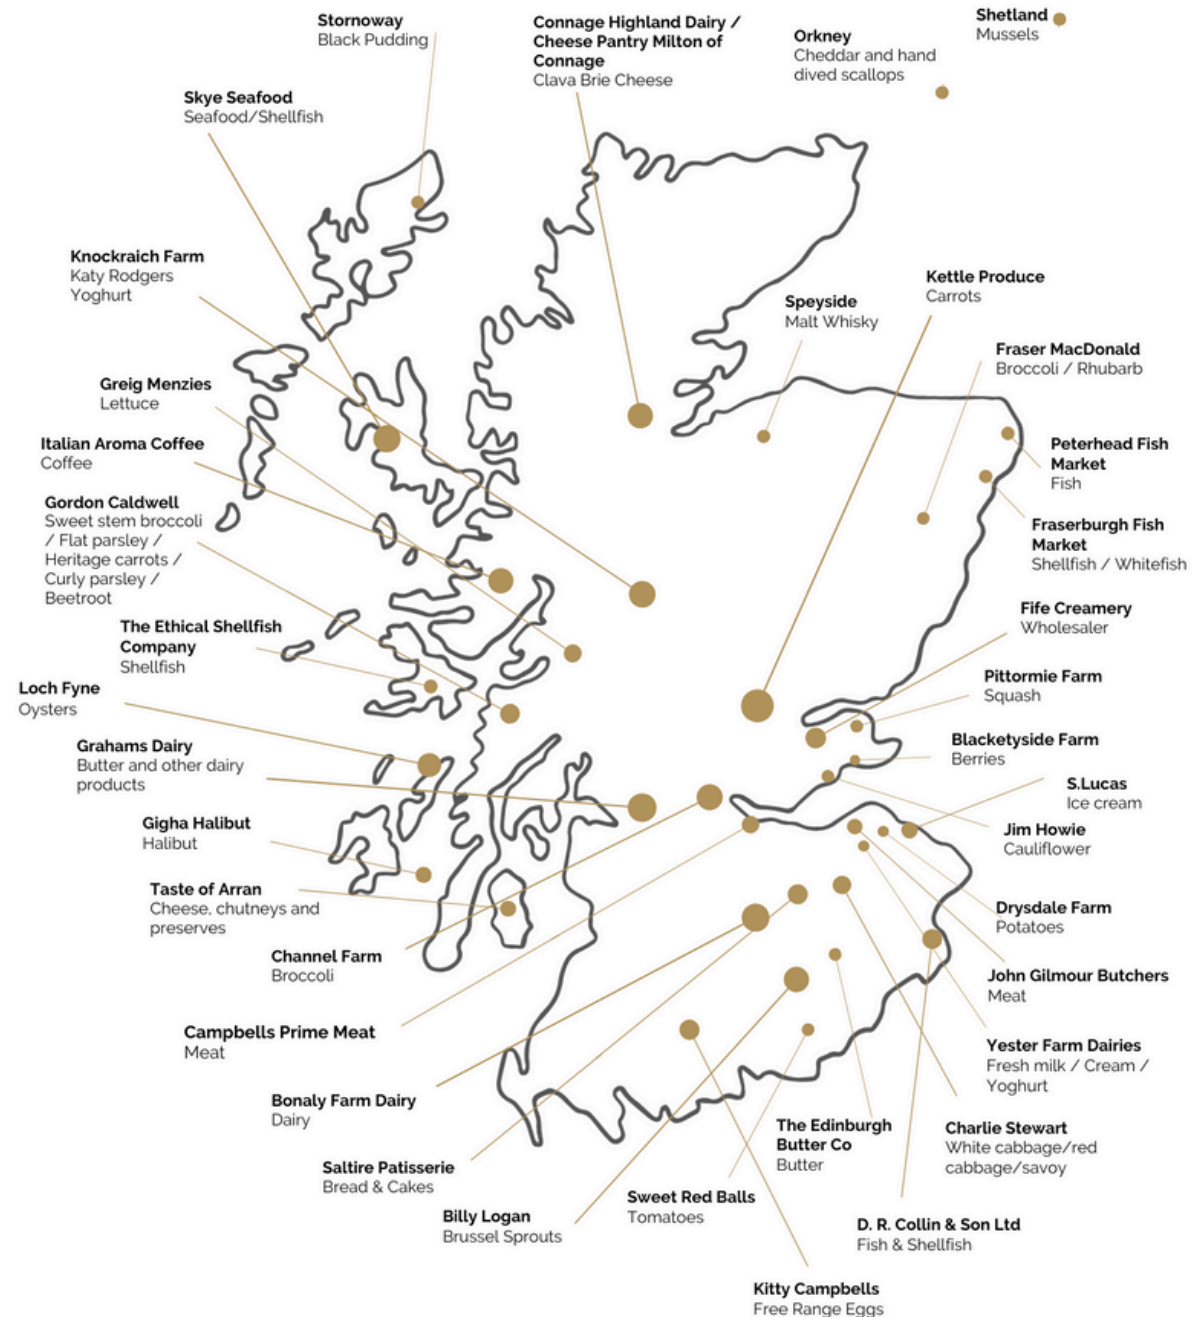 Stornoway
Black Pudding
Connage Highland Dairy /
Cheese Pantry Milton of
Connage
Clava Brie Cheese
Orkney
Cheddar and hand
dived scallops
Shetland
Mussels
Skye Seafood
Seafood/Shellfish
Knockraich Farm
Katy Rodgers
Yoghurt
Kettle Produce
Carrots
Speyside
Malt Whisky
Fraser MacDonald
Broccoli / Rhubarb
Greig Menzies
Lettuce
Italian Aroma Coffee
Coffee
Peterhead Fish
Market
Fish
Gordon Caldwell
Sweet stem broccoli
/ Flat parsley /
Heritage carrots /
Curly parsley /
Beetroot
Fraserburgh Fish
Market
Shellfish / Whitefish
Fife Creamery
Wholesaler
The Ethical Shellfish
Company
Shellfish
Pittormie Farm
Squash
Loch Fyne
Oysters
Grahams Dairy
Butter and other dairy
products
Blacketyside Farm
Berries
S.Lucas
Ice cream
Gigha Halibut
Halibut
Jim Howie
Cauliflower
Taste of Arran
Cheese, chutneys and
preserves
Drysdale Farm
Potatoes
Channel Farm
Broccoli
John Gilmour Butchers
Meat
Campbells Prime Meat
Meat
Yester Farm Dairies
Fresh milk / Cream /
Yoghurt
Bonaly Farm Dairy
Dairy
The Edinburgh
Butter Co
Butter
Charlie Stewart
White cabbage/red
cabbage/savoy
Saltire Patisserie
Bread & Cakes
Sweet Red Balls
Tomatoes
Billy Logan
Brussel Sprouts
D. R. Collin & Son Ltd
Fish & Shellfish
Kitty Campbells
Free Range Eggs